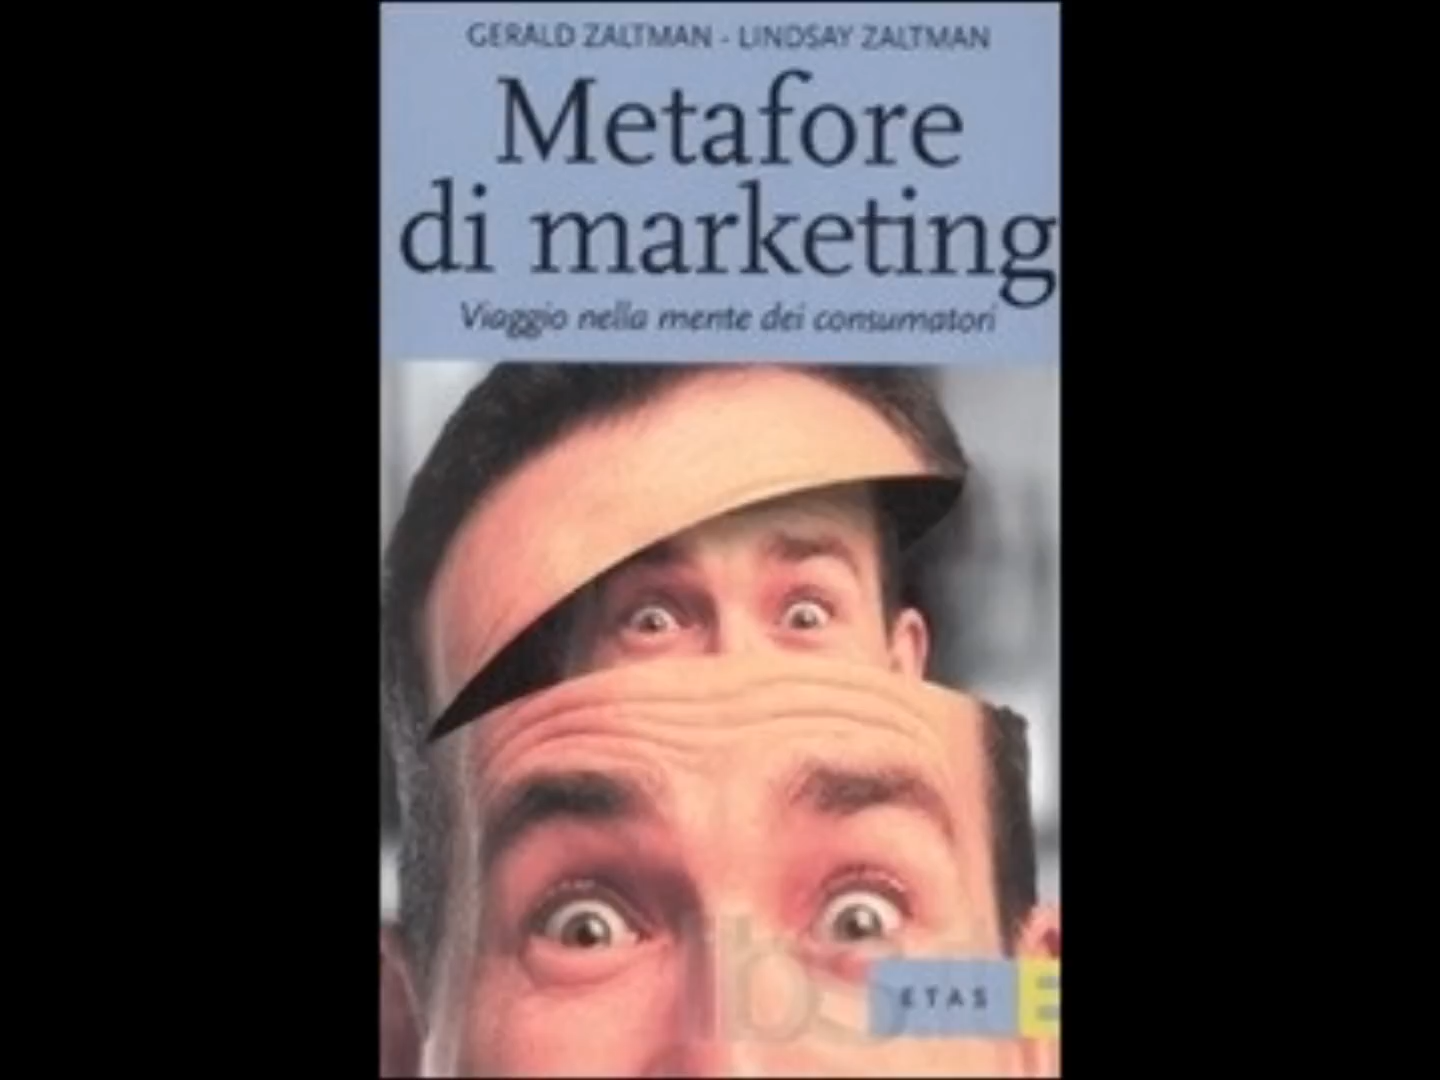 GERALD ZALTMAN - LINDSAY ZALTMAN
Metafore
di marketing
Viaggio nella mente dei consumatori
ETAS